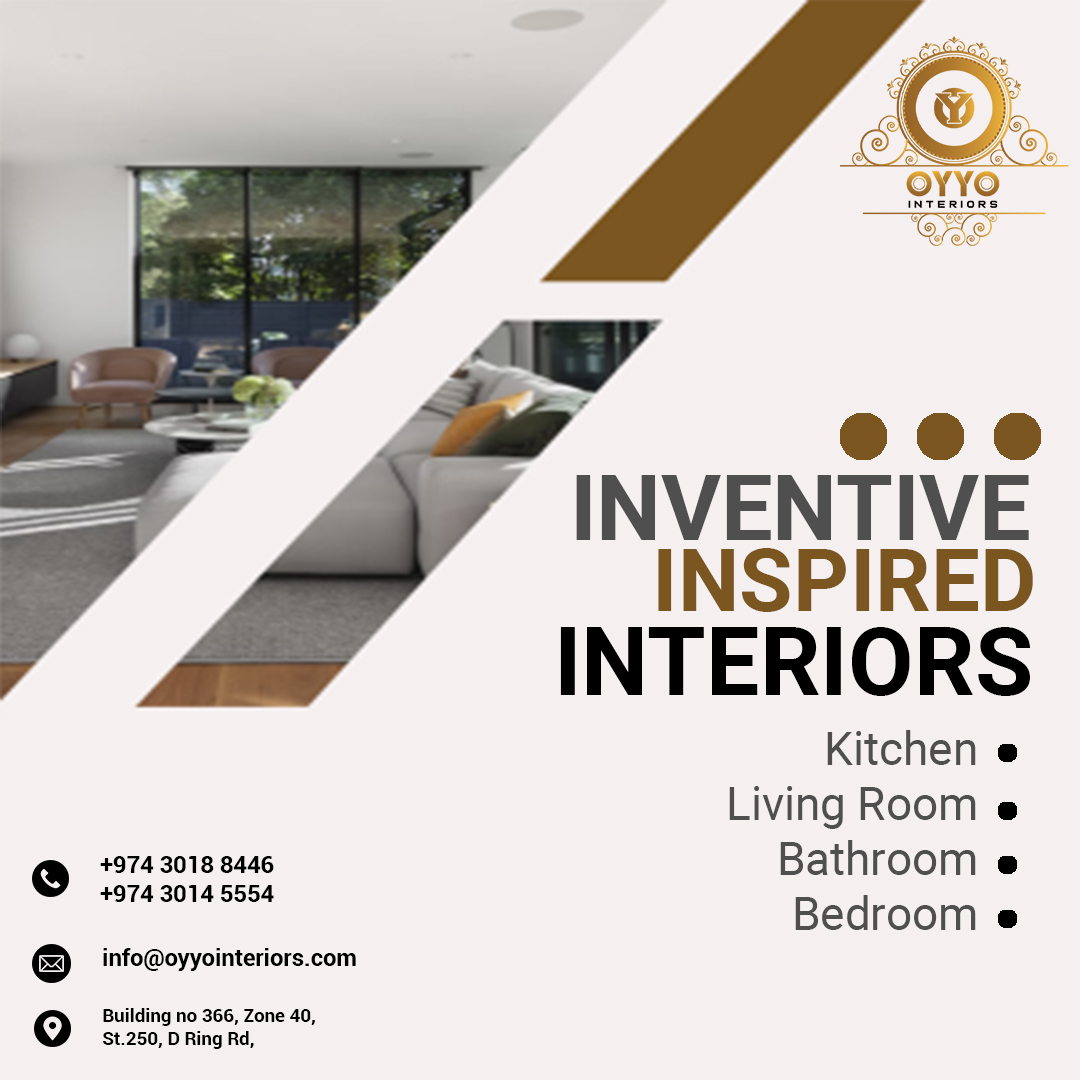 Y
OYYO
INTERIORS
INVENTIVE
INSPIRED
INTERIORS
Kitchen
Living Room
Bathroom
Bedroom
+974 3018 8446
+974 3014 5554
info@oyyointeriors.com
Building no 366, Zone 40,
St.250, D Ring Rd,